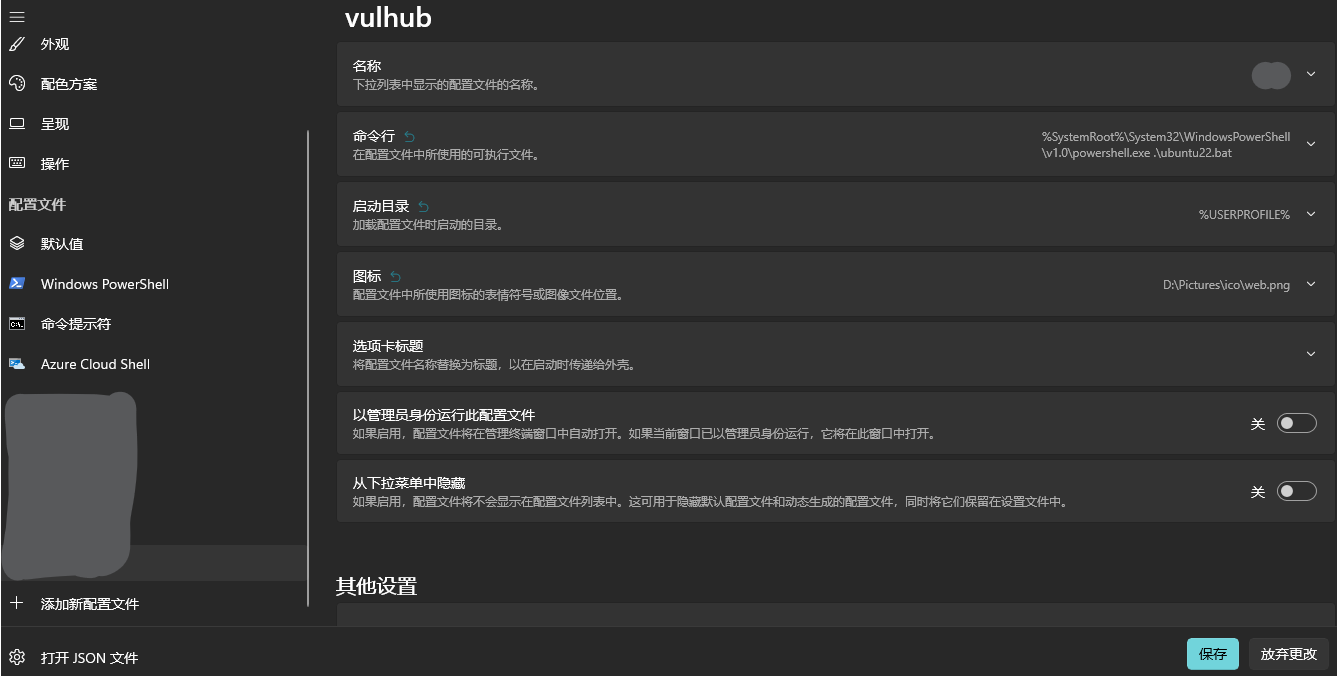 vulhub
外观
配色方案
呈现
操作
配置文件
默认值
Windows PowerShell
命令提示符
Azure Cloud Shell
添加新配置文件
打开 JSON 文件
名称
下拉列表中显示的配置文件的名称。
命令行
在配置文件中所使用的可执行文件。
%SystemRoot%\System32\WindowsPowerShell
\v1.0\powershell.exe .\ubuntu22.bat
启动目录
加载配置文件时启动的目录。
%USERPROFILE%
图标
配置文件中所使用图标的表情符号或图像文件位置。
D:\Pictures\ico\web.png
选项卡标题
将配置文件名称替换为标题，以在启动时传递给外壳。
以管理员身份运行此配置文件
如果启用，配置文件将在管理终端窗口中自动打开。如果当前窗口已以管理员身份运行，它将在此窗口中打开。
关
从下拉菜单中隐藏
如果启用，配置文件将不会显示在配置文件列表中。这可用于隐藏默认配置文件和动态生成的配置文件，同时将它们保留在设置文件中。
关
其他设置
保存
放弃更改